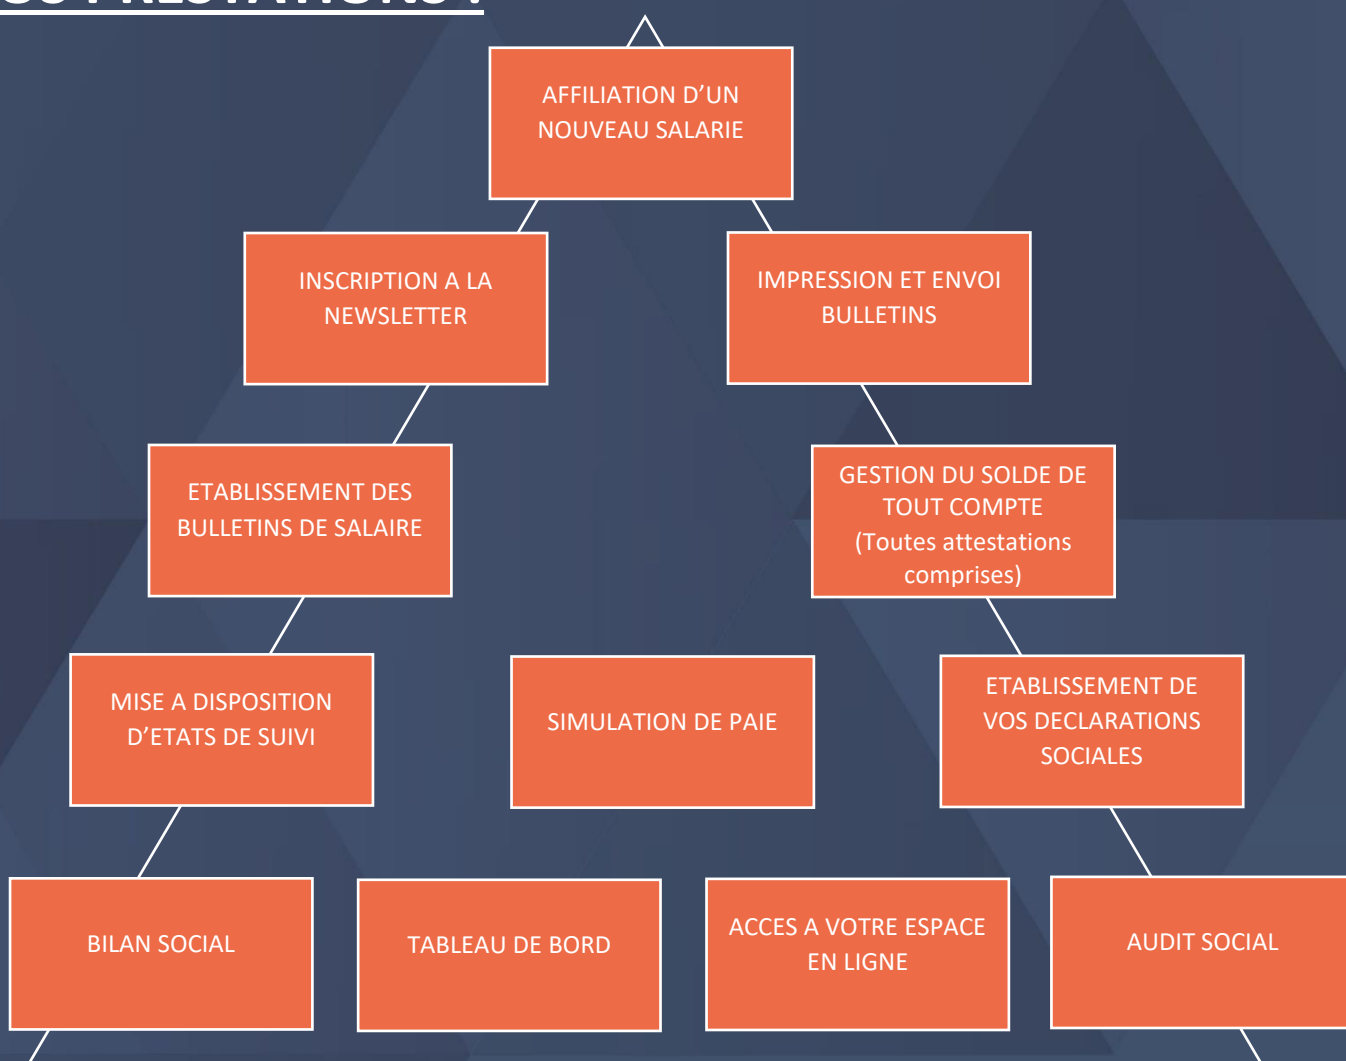 PRESTATIONS :
AFFILIATION D’UN
NOUVEAU SALARIE
INSCRIPTION A LA
NEWSLETTER
IMPRESSION ET ENVOI
BULLETINS
ETABLISSEMENT DES
BULLETINS DE SALAIRE
GESTION DU SOLDE DE
TOUT COMPTE
(Toutes attestations
comprises)
MISE A DISPOSITION
D’ETATS DE SUIVI
SIMULATION DE PAIE
ETABLISSEMENT DE
VOS DECLARATIONS
SOCIALES
BILAN SOCIAL
TABLEAU DE BORD
ACCES A VOTRE ESPACE
EN LIGNE
AUDIT SOCIAL